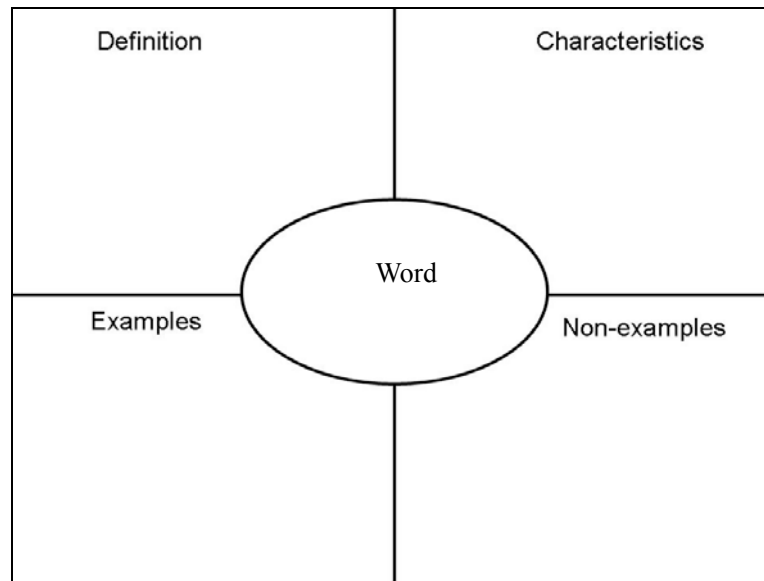 Definition
Characteristics
Word
Examples
Non-examples